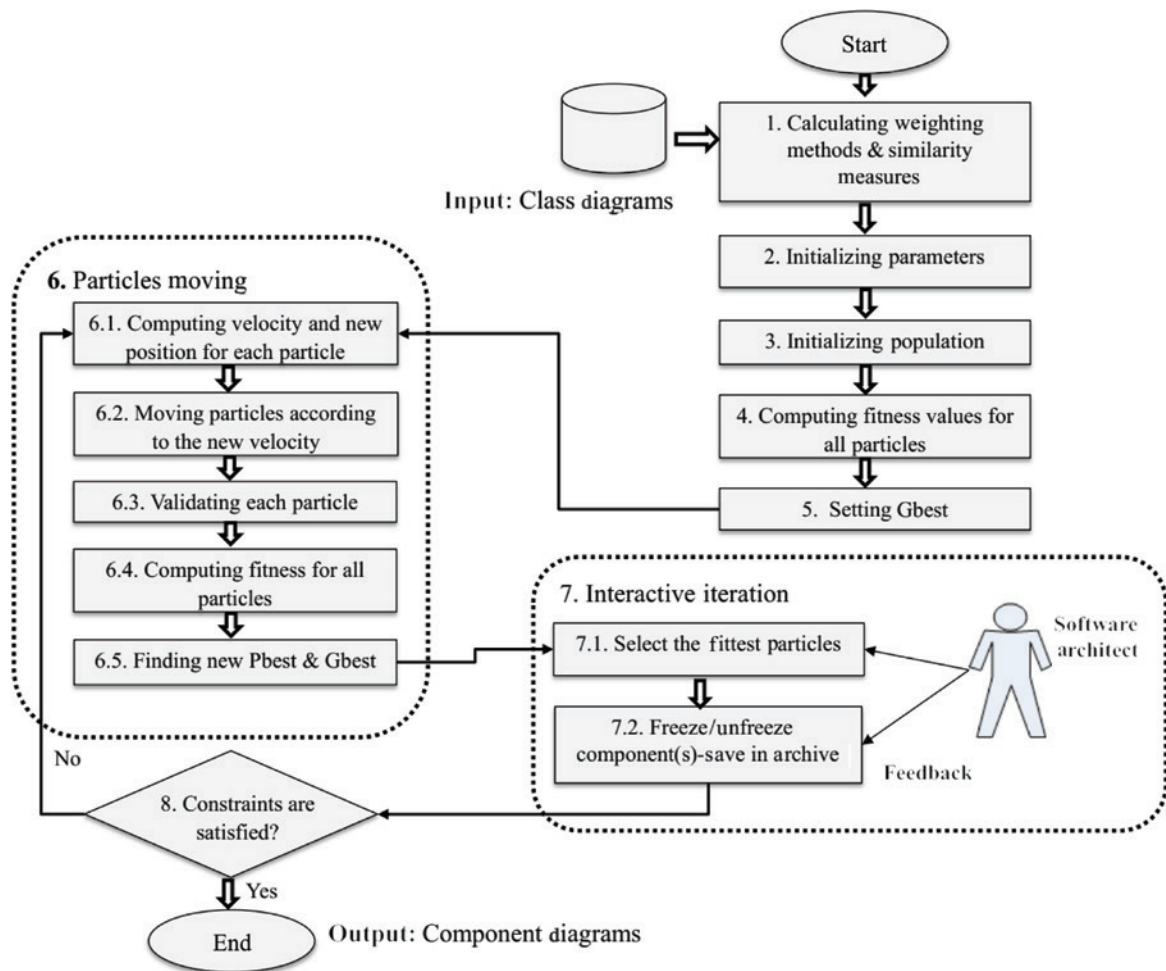 Start
1. Calculating weighting
methods & similarity
measures
Input: Class diagrams
2. Initializing parameters
3. Initializing population
4. Computing fitness values for
all particles
5. Setting Gbest
6. Particles moving
6.1. Computing velocity and new
position for each particle
6.2. Moving particles according
to the new velocity
6.3. Validating each particle
6.4. Computing fitness for all
particles
6.5. Finding new Pbest & Gbest
7. Interactive iteration
7.1. Select the fittest particles
7.2. Freeze/unfreeze
component(s)-save in archive
Software
architect
Feedback
8. Constraints are
satisfied?
No
Yes
End
Output: Component diagrams